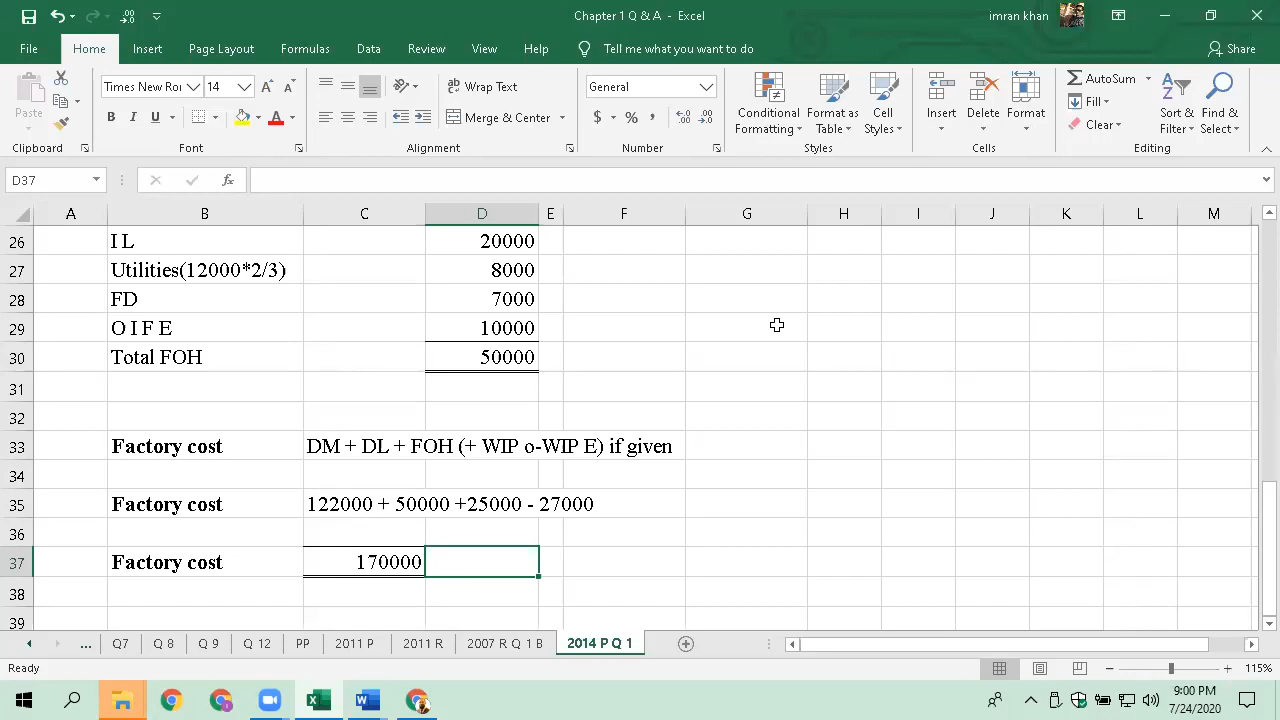 Chapter 1 Q & A - Excel
imran khan
File Home Insert Page Layout Formulas Data Review View Help Tell me what you want to do Share
Paste
Times New Rou 14
B I U
Wrap Text
Merge & Center
General
$ % ,
Conditional Formatting
Format as Table
Cell Styles
Insert Delete Format
AutoSum
Fill
Clear
Sort & Filter
Find & Select
Clipboard Font Alignment Number Styles Cells Editing
D37 fx
A B C D E F G H I J K L M
26 I L 20000
27 Utilities(12000*2/3) 8000
28 FD 7000
29 O I F E 10000
30 Total FOH 50000
31
32
33 Factory cost DM + DL + FOH (+ WIP o-WIP E) if given
34
35 Factory cost 122000 + 50000 +25000 - 27000
36
37 Factory cost 170000
38
39
... Q7 Q 8 Q 9 Q 12 PP 2011 P 2011 R 2007 R Q 1 B 2014 P Q 1
Ready 115%
9:00 PM
7/24/2020